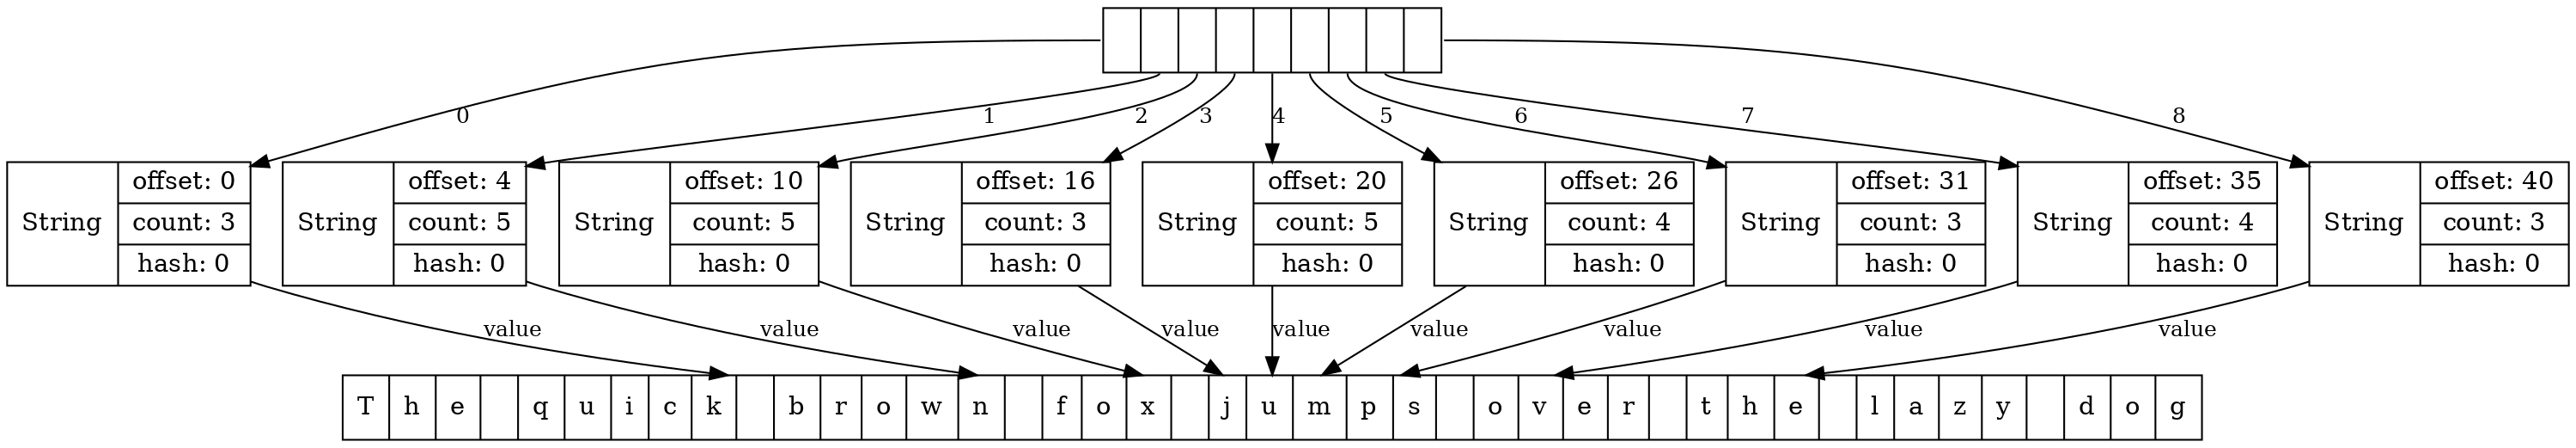 0 1 2 3 4 5 6 7 8
String offset: 0 count: 3 hash: 0
String offset: 4 count: 5 hash: 0
String offset: 10 count: 5 hash: 0
String offset: 16 count: 3 hash: 0
String offset: 20 count: 5 hash: 0
String offset: 26 count: 4 hash: 0
String offset: 31 count: 3 hash: 0
String offset: 35 count: 4 hash: 0
String offset: 40 count: 3 hash: 0
value value value value value value value value value
T h e q u i c k b r o w n f o x j u m p s o v e r t h e l a z y d o g